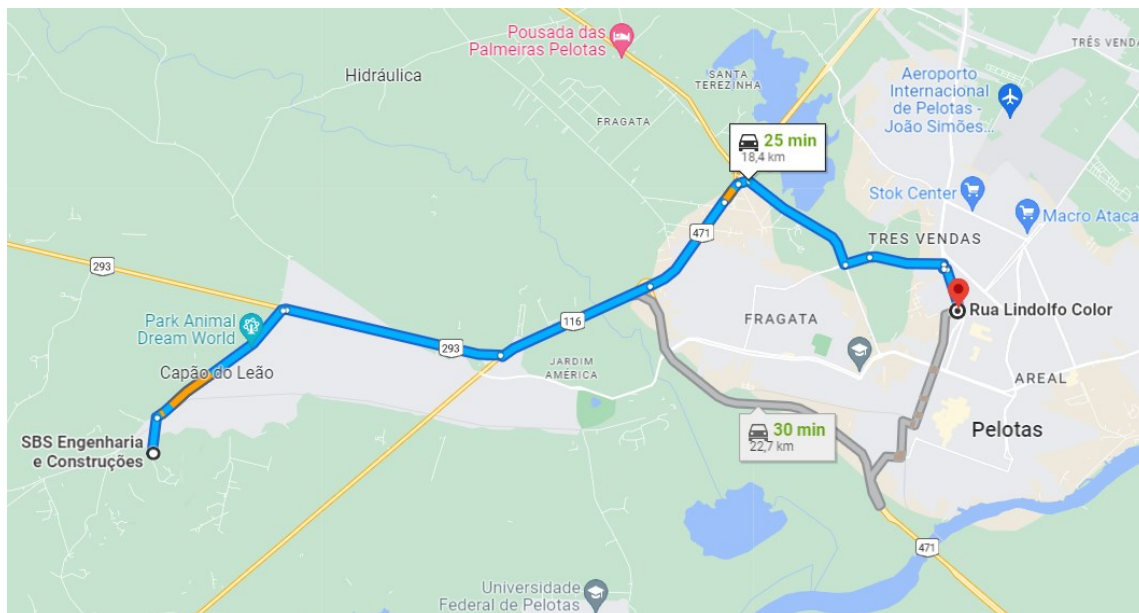 Pousada das
Palmeiras Pelotas
Hidráulica
SANTA
TEREZINHA
TRÊS VENDA
Aeroporto
Internacional
de Pelotas -
João Simões...
FRAGATA
25 min
18,4 km
Stok Center
Macro Ataca
471
TRES VENDAS
293
Rua Lindolfo Color
Park Animal
Dream World
116
FRAGATA
293
JARDIM
AMÉRICA
Capão do Leão
AREAL
SBS Engenharia
e Construções
30 min
22,7 km
Pelotas
471
Universidade
Federal de Pelotas